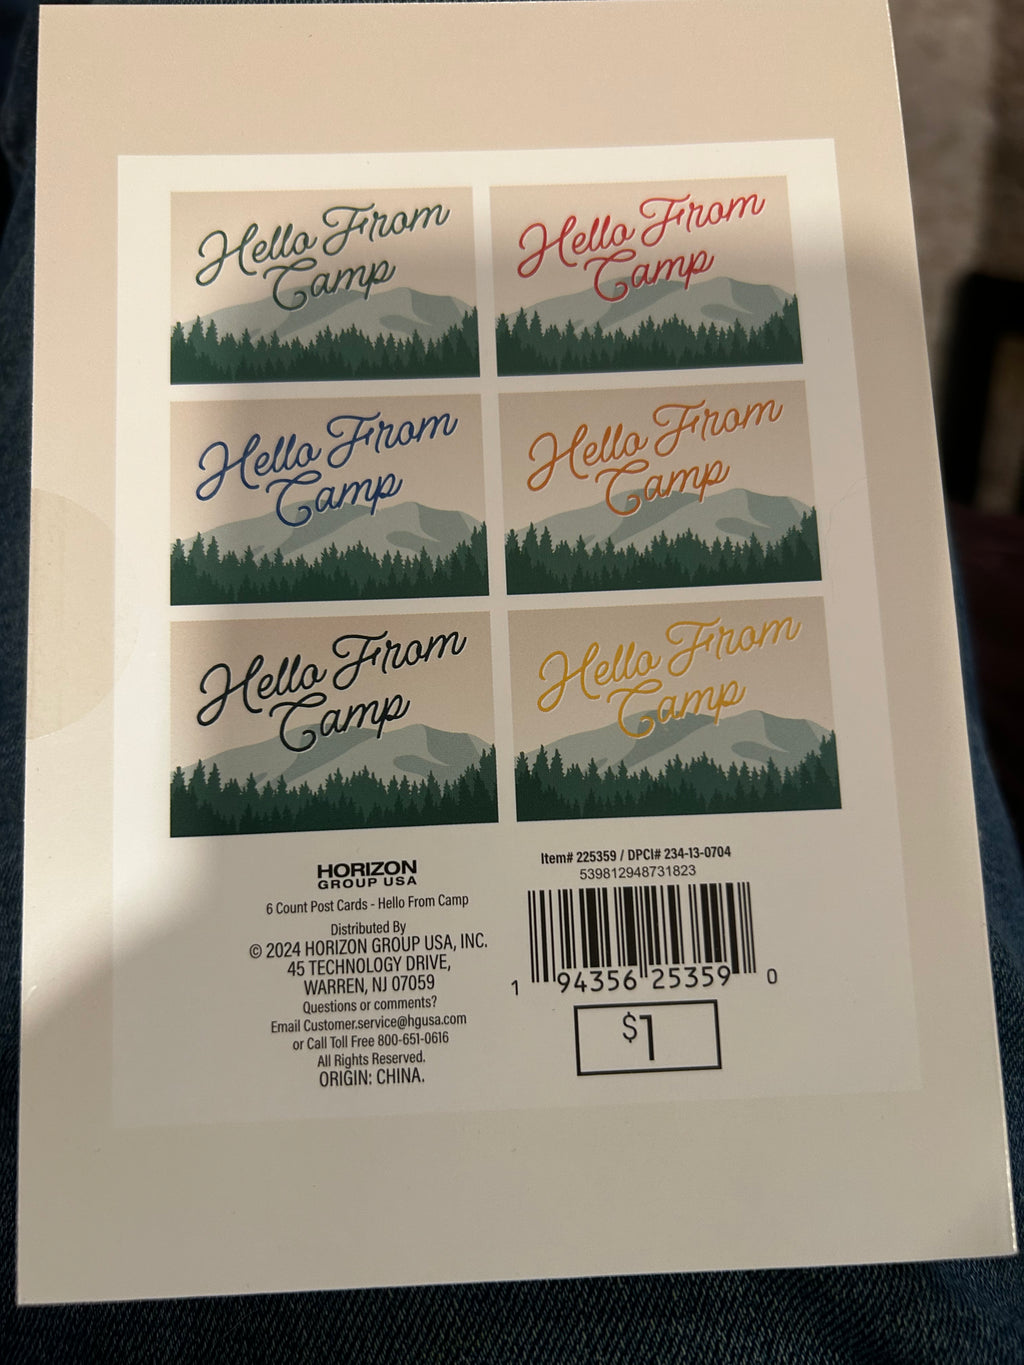 Hello From
Camp
Hello From
Camp
Hello From
Camp
Hello From
Camp
Hello From
Camp
Hello From
Camp
HORIZON
GROUP USA
6 Count Post Cards - Hello From Camp
Distributed By
© 2024 HORIZON GROUP USA, INC.
45 TECHNOLOGY DRIVE,
WARREN, NJ 07059
Questions or comments?
Email Customer.service@hgusa.com
or Call Toll Free 800-651-0616
All Rights Reserved.
ORIGIN: CHINA.
Item# 225359 / DPCI# 234-13-0704
539812948731823
1 94356 25359 0
$1